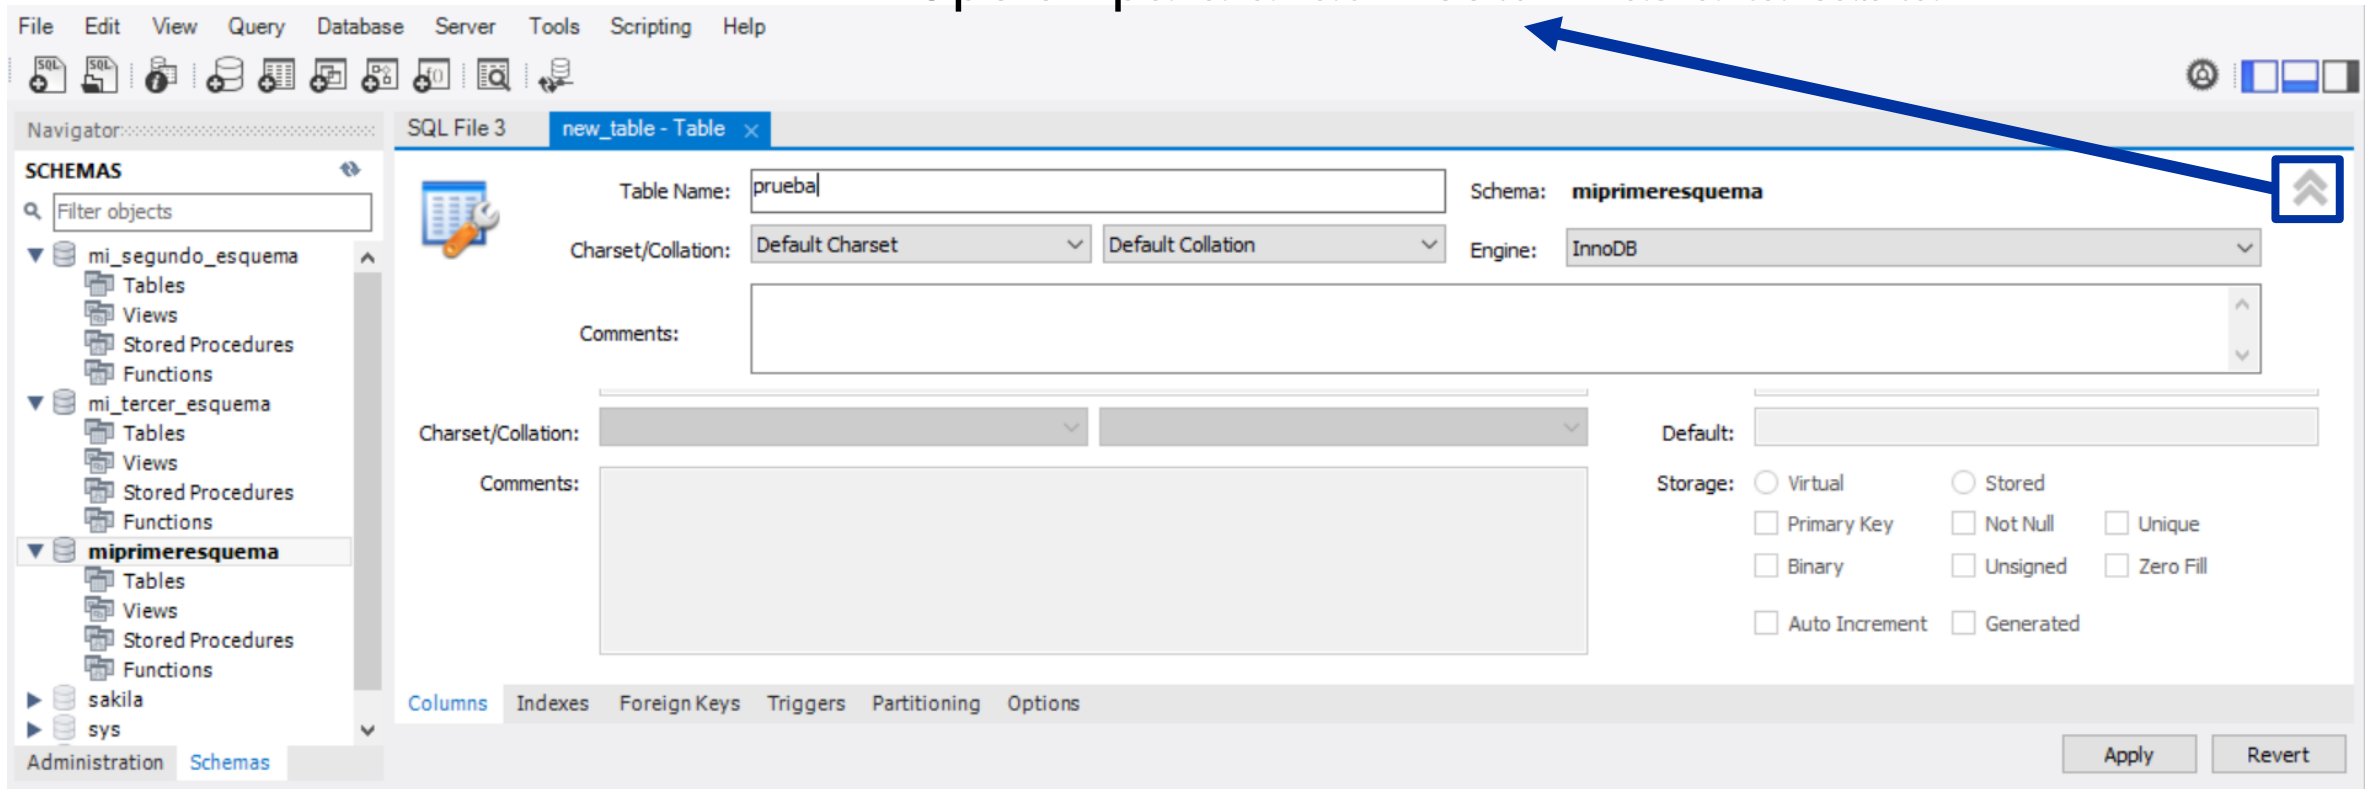 File Edit View Query Database Server Tools Scripting Help
SQL SQL
Navigator
SQL File 3 new_table - Table
SCHEMAS
Filter objects
Table Name: prueba Schema: miprimeresquema
Charset/Collation: Default Charset Default Collation Engine: InnoDB
Comments:
mi_segundo_esquema
Tables
Views
Stored Procedures
Functions
mi_tercer_esquema
Tables
Views
Stored Procedures
Functions
miprimeresquema
Tables
Views
Stored Procedures
Functions
sakila
sys
Charset/Collation: Default:
Comments: Storage: Virtual Stored
Primary Key Not Null Unique
Binary Unsigned Zero Fill
Auto Increment Generated
Columns Indexes Foreign Keys Triggers Partitioning Options
Administration Schemas
Apply Revert